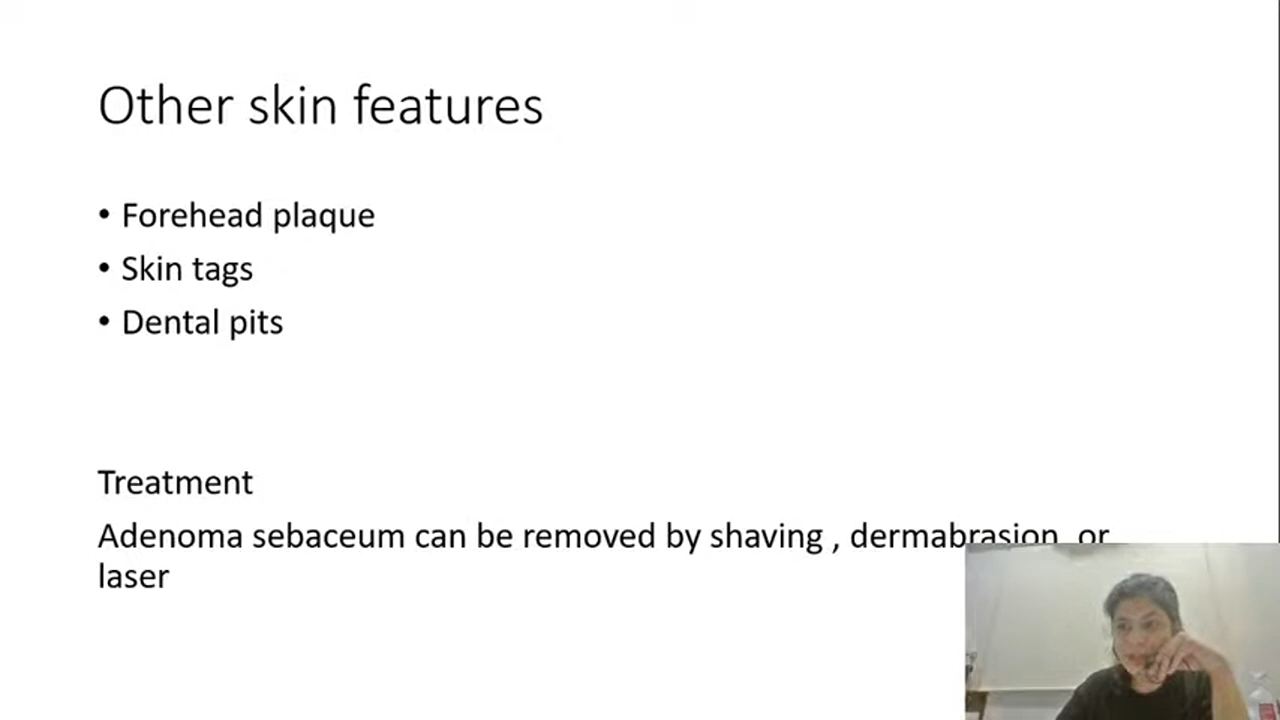 Other skin features
• Forehead plaque
• Skin tags
• Dental pits
Treatment
Adenoma sebaceum can be removed by shaving , dermabrasion or
laser